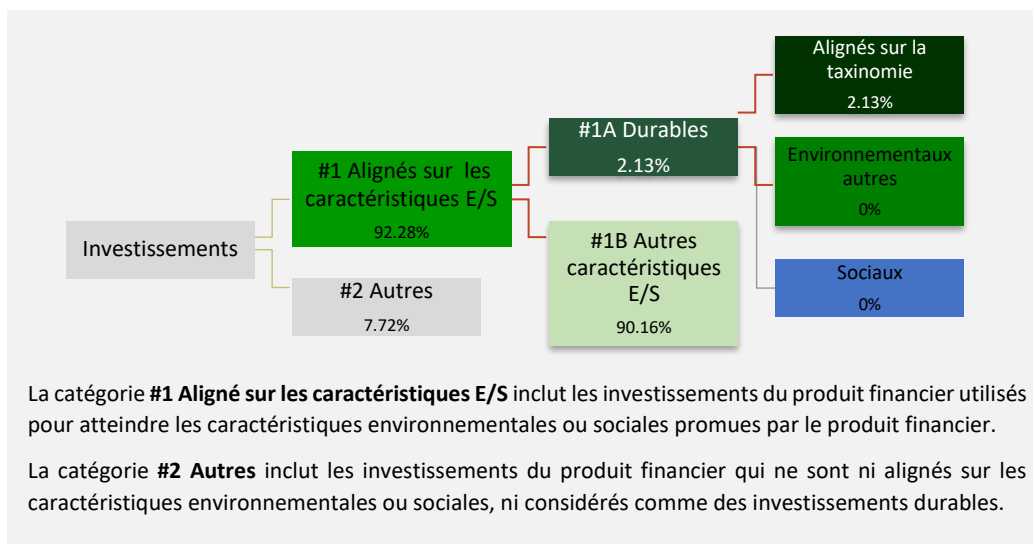 Investissements
#1 Alignés sur les
caractéristiques E/S
92.28%
#2 Autres
7.72%
#1A Durables
2.13%
#1B Autres
caractéristiques
E/S
90.16%
Alignés sur la
taxinomie
2.13%
Environnementaux
autres
0%
Sociaux
0%
La catégorie #1 Aligné sur les caractéristiques E/S inclut les investissements du produit financier utilisés
pour atteindre les caractéristiques environnementales ou sociales promues par le produit financier.
La catégorie #2 Autres inclut les investissements du produit financier qui ne sont ni alignés sur les
caractéristiques environnementales ou sociales, ni considérés comme des investissements durables.